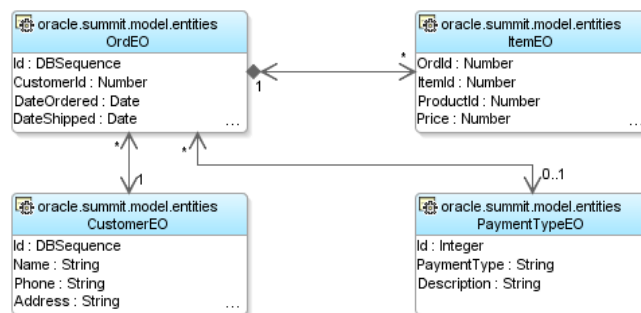 oracle.summit.model.entities
OrdEO
Id : DBSequence
CustomerId : Number
DateOrdered : Date
DateShipped : Date
...
oracle.summit.model.entities
ItemEO
OrdId : Number
ItemId : Number
ProductId : Number
Price : Number
...
1
*
*
1
*
0..1
oracle.summit.model.entities
CustomerEO
Id : DBSequence
Name : String
Phone : String
Address : String
...
oracle.summit.model.entities
PaymentTypeEO
Id : Integer
PaymentType : String
Description : String